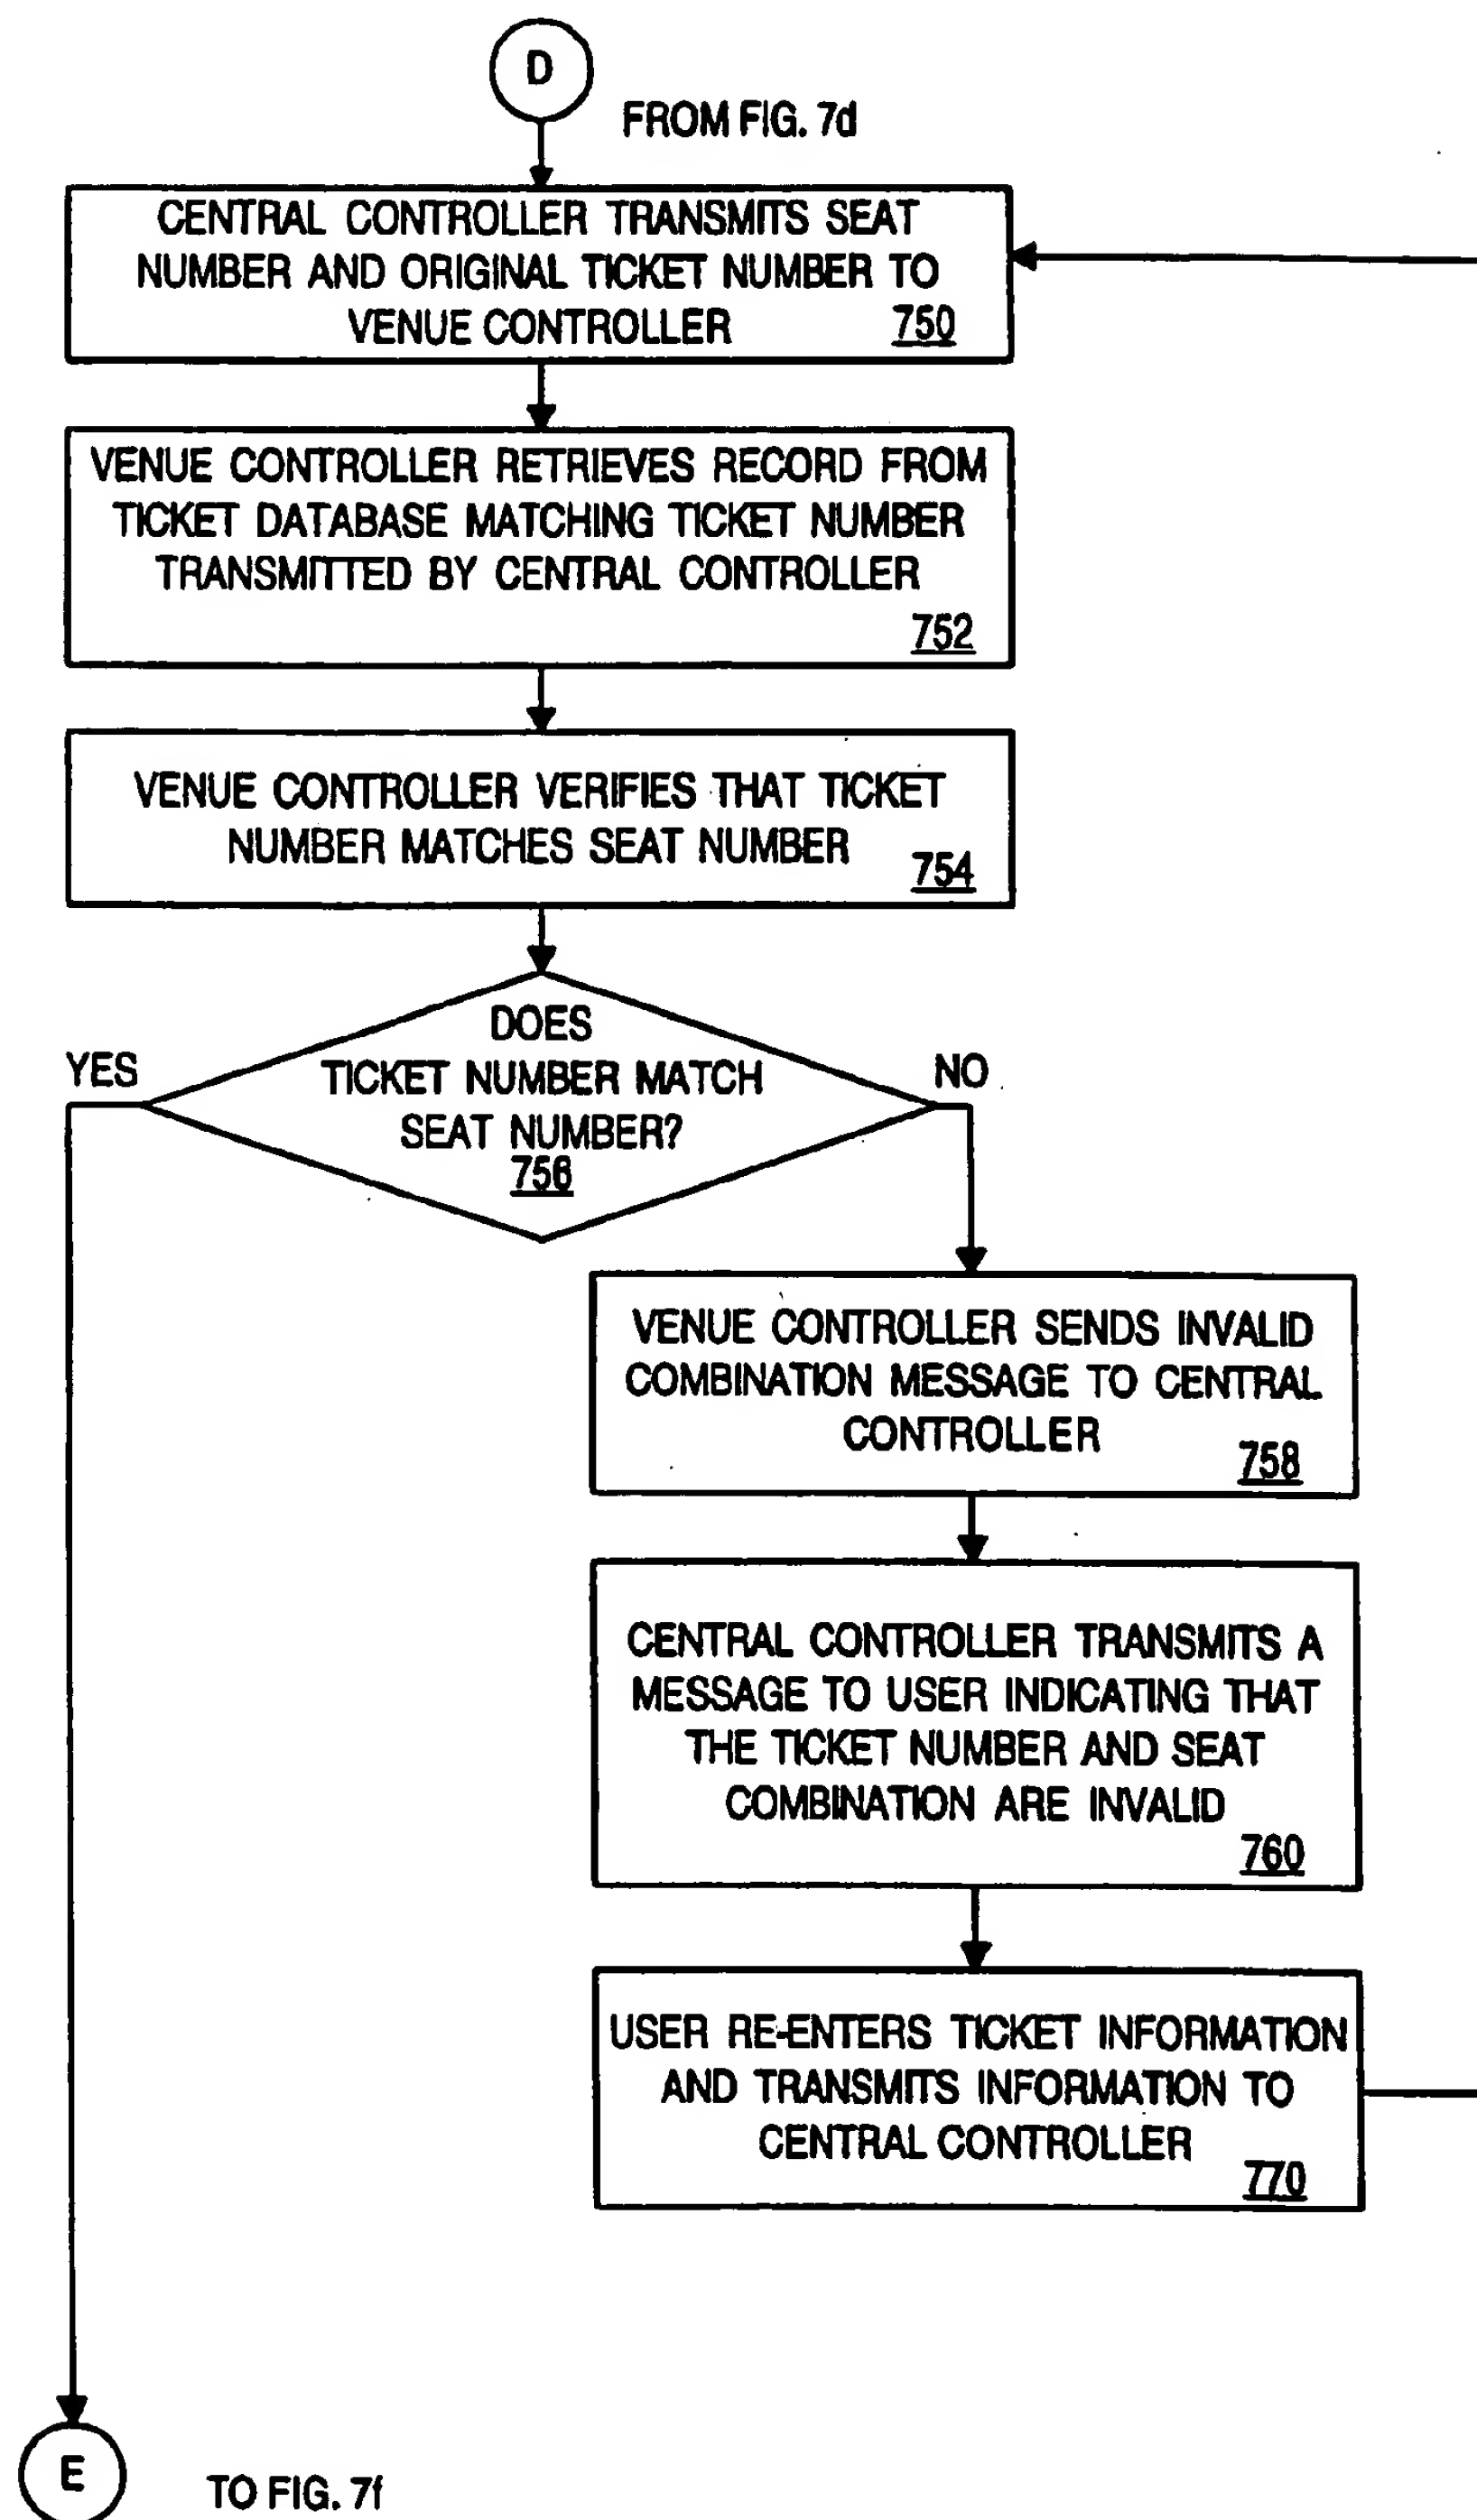 D
FROM FIG. 7d
CENTRAL CONTROLLER TRANSMITS SEAT
NUMBER AND ORIGINAL TICKET NUMBER TO
VENUE CONTROLLER 750
VENUE CONTROLLER RETRIEVES RECORD FROM
TICKET DATABASE MATCHING TICKET NUMBER
TRANSMITTED BY CENTRAL CONTROLLER
752
VENUE CONTROLLER VERIFIES THAT TICKET
NUMBER MATCHES SEAT NUMBER
754
DOES
YES TICKET NUMBER MATCH NO
SEAT NUMBER?
756
VENUE CONTROLLER SENDS INVALID
COMBINATION MESSAGE TO CENTRAL
CONTROLLER
758
CENTRAL CONTROLLER TRANSMITS A
MESSAGE TO USER INDICATING THAT
THE TICKET NUMBER AND SEAT
COMBINATION ARE INVALID
760
USER RE-ENTERS TICKET INFORMATION
AND TRANSMITS INFORMATION TO
CENTRAL CONTROLLER
770
E
TO FIG. 7f